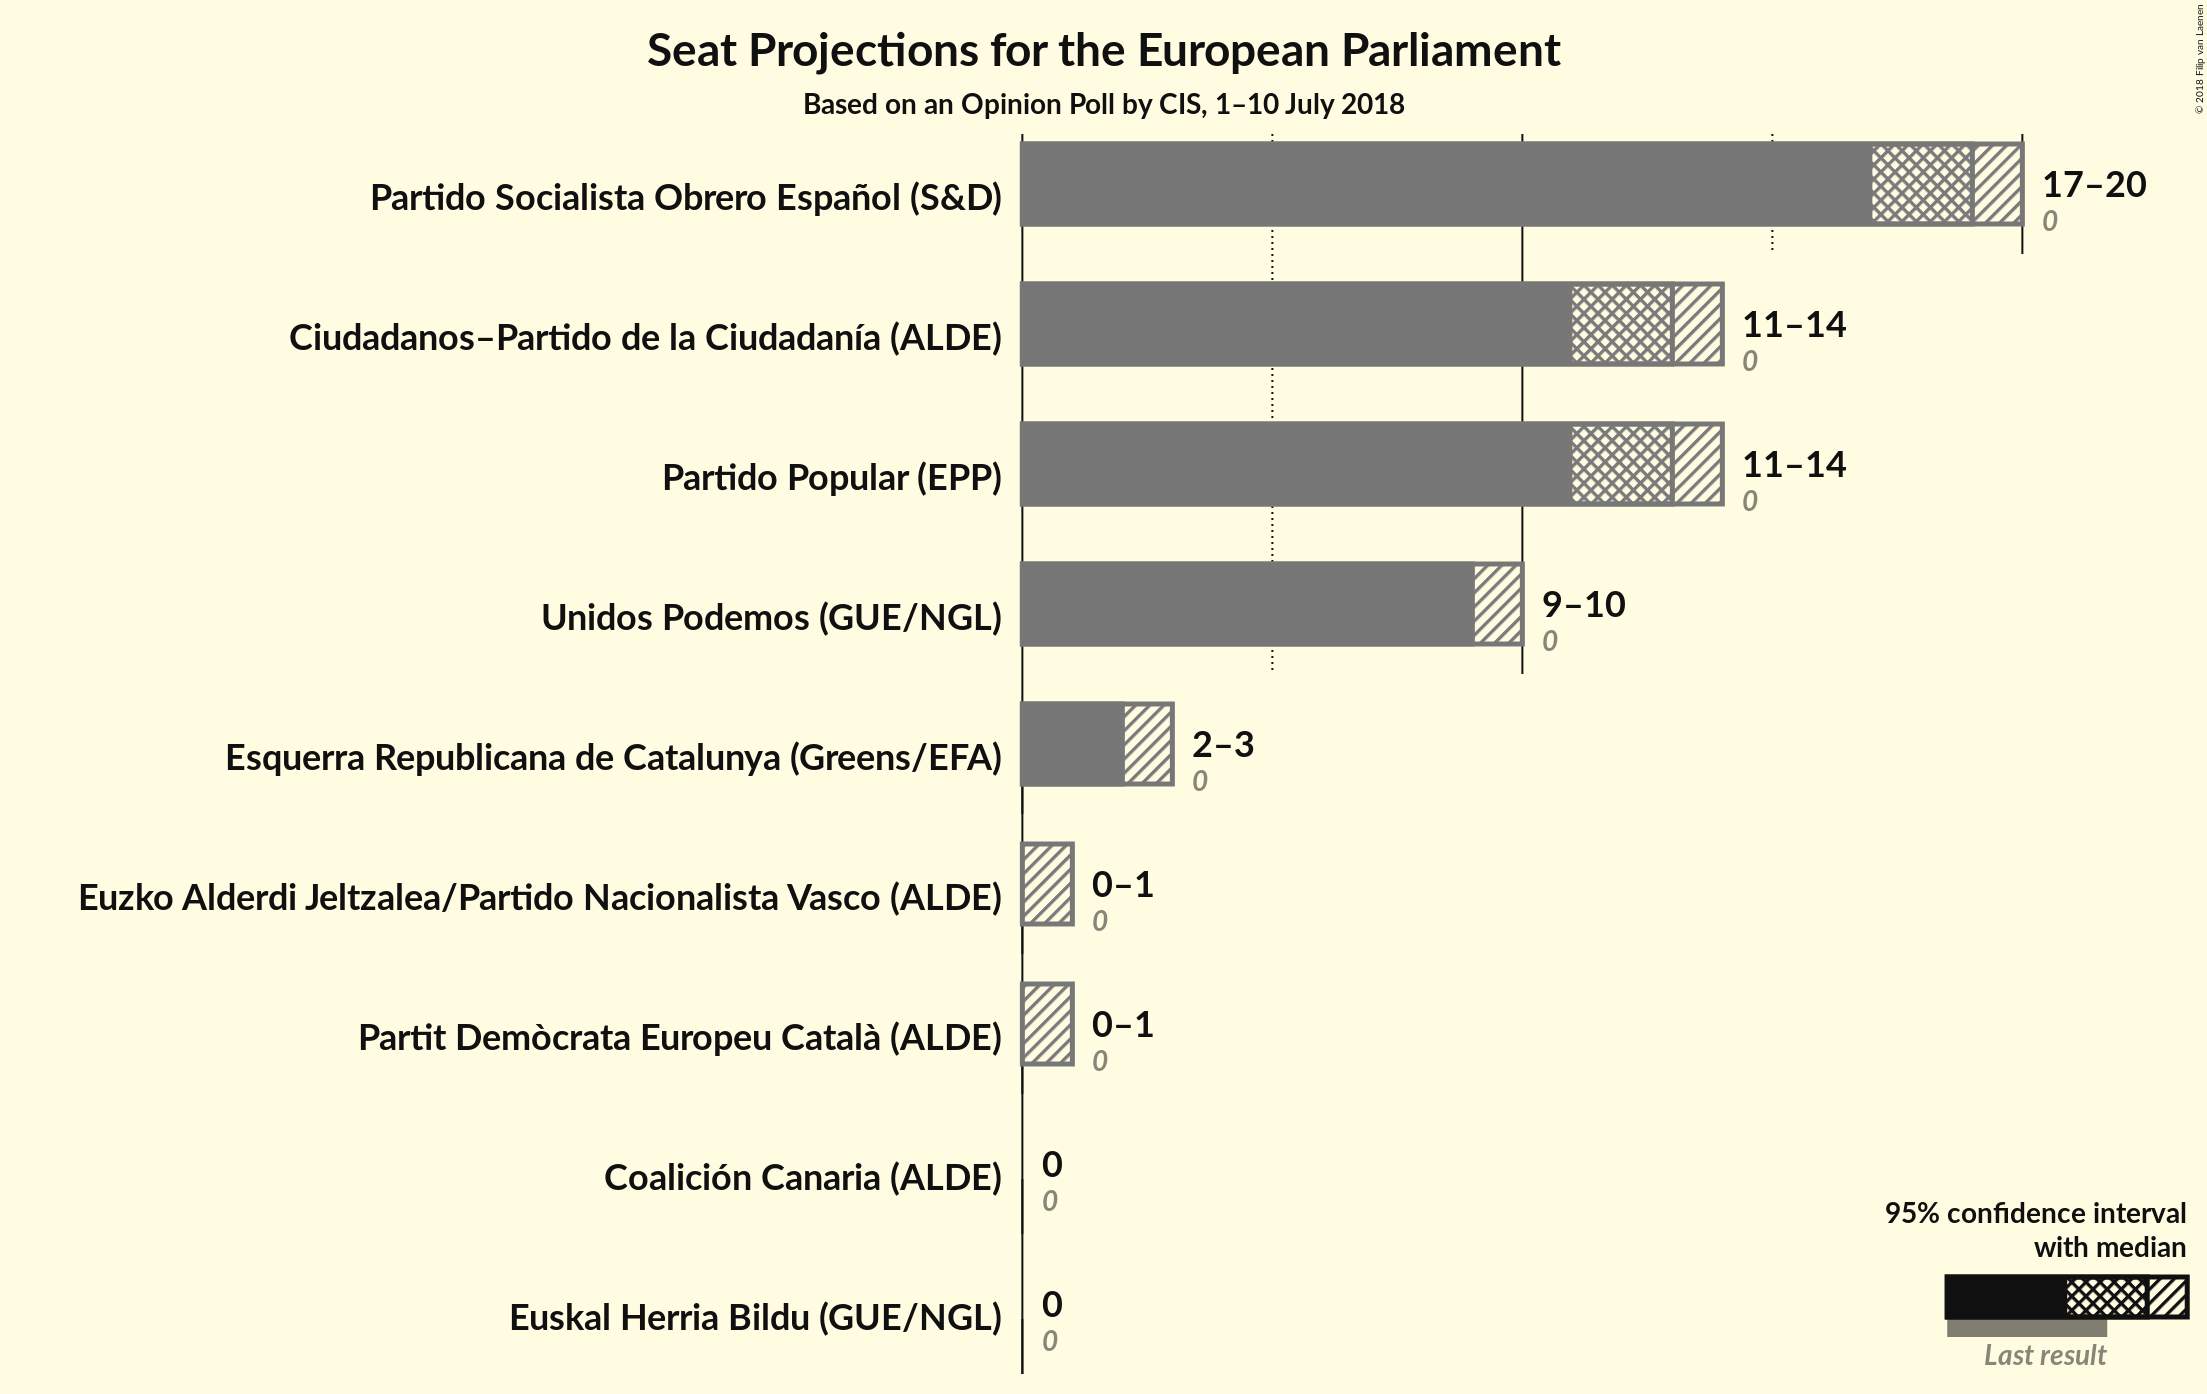 Seat Projections for the European Parliament
Based on an Opinion Poll by CIS, 1–10 July 2018
© 2018 Filip van Laenen
Partido Socialista Obrero Español (S&D)
17–20
0
Ciudadanos–Partido de la Ciudadanía (ALDE)
11–14
0
Partido Popular (EPP)
11–14
0
Unidos Podemos (GUE/NGL)
9–10
0
Esquerra Republicana de Catalunya (Greens/EFA)
2–3
0
Euzko Alderdi Jeltzalea/Partido Nacionalista Vasco (ALDE)
0–1
0
Partit Demòcrata Europeu Català (ALDE)
0–1
0
Coalición Canaria (ALDE)
0
0
Euskal Herria Bildu (GUE/NGL)
0
0
95% confidence interval
with median
Last result